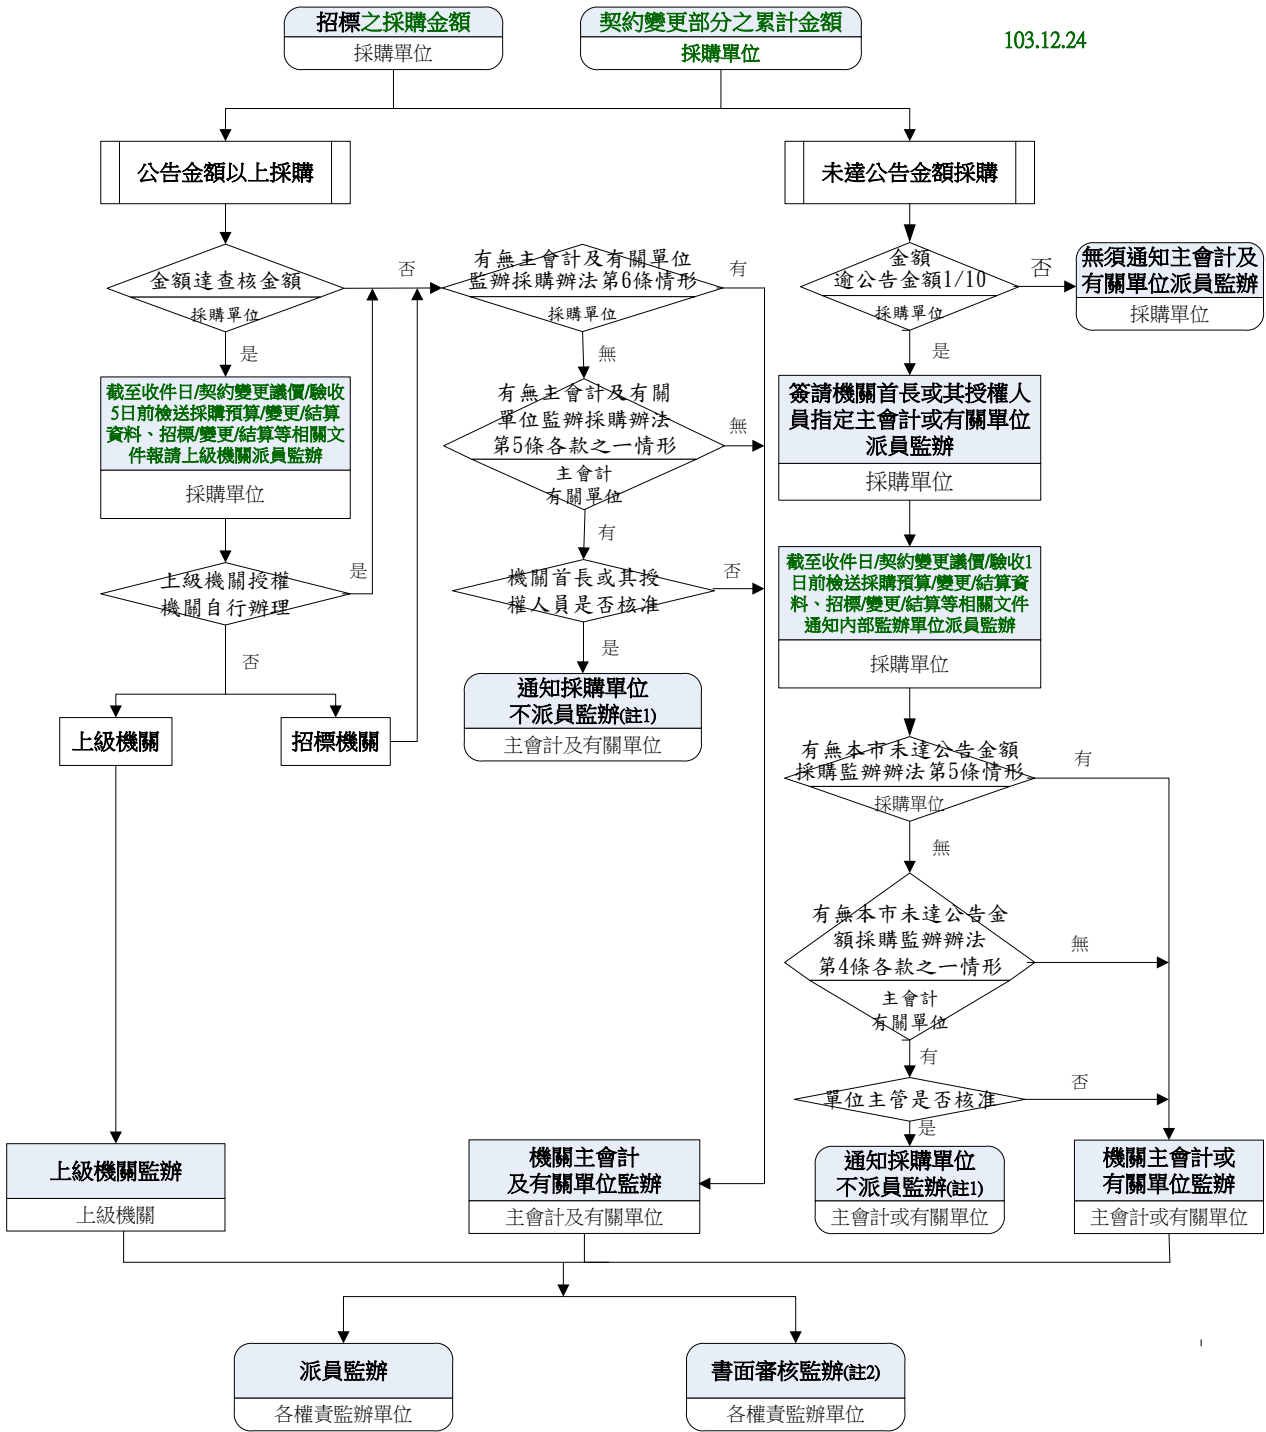 招標之採購金額
採購單位
契約變更部分之累計金額
採購單位
103.12.24
公告金額以上採購
未達公告金額採購
金額達查核金額
採購單位
否
是
有無主會計及有關單位
監辦採購辦法第6條情形
採購單位
有
無
金額
逾公告金額1/10
採購單位
否
是
無須通知主會計及
有關單位派員監辦
採購單位
截至收件日/契約變更議價/驗收
5日前檢送採購預算/變更/結算
資料、招標/變更/結算等相關文
件報請上級機關派員監辦
採購單位
有無主會計及有關
單位監辦採購辦法
第5條各款之一情形
主會計
有關單位
無
有
簽請機關首長或其授權人
員指定主會計或有關單位
派員監辦
採購單位
上級機關授權
機關自行辦理
是
否
機關首長或其授
權人員是否核准
否
是
截至收件日/契約變更議價/驗收1
日前檢送採購預算/變更/結算資
料、招標/變更/結算等相關文件
通知內部監辦單位派員監辦
採購單位
上級機關
招標機關
通知採購單位
不派員監辦(註1)
主會計及有關單位
有無本市未達公告金額
採購監辦辦法第5條情形
採購單位
有
無
有無本市未達公告金
額採購監辦辦法
第4條各款之一情形
主會計
有關單位
無
有
單位主管是否核准
否
是
上級機關監辦
上級機關
機關主會計
及有關單位監辦
主會計及有關單位
通知採購單位
不派員監辦(註1)
主會計或有關單位
機關主會計或
有關單位監辦
主會計或有關單位
派員監辦
各權責監辦單位
書面審核監辦(註2)
各權責監辦單位